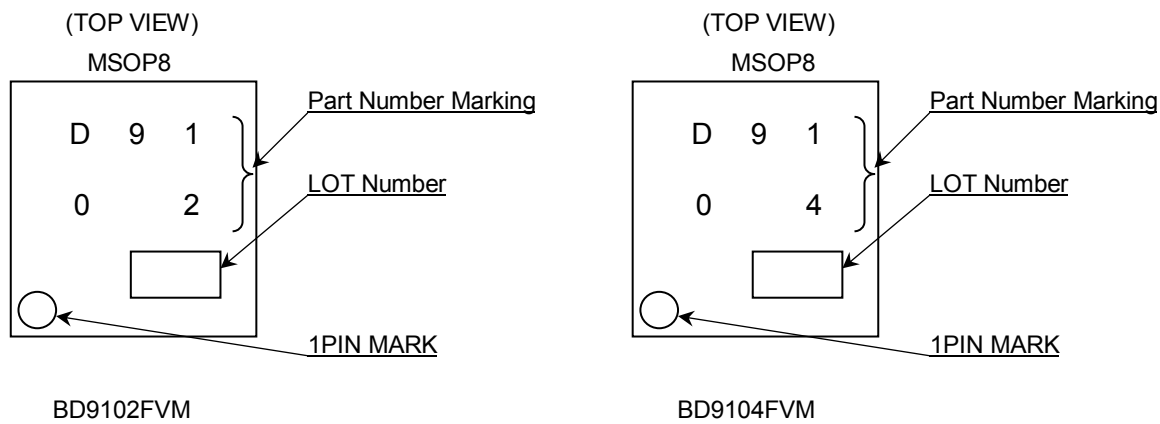 (TOP VIEW)
MSOP8
Part Number Marking
D 9 1
LOT Number
0 2
1PIN MARK
BD9102FVM
(TOP VIEW)
MSOP8
Part Number Marking
D 9 1
LOT Number
0 4
1PIN MARK
BD9104FVM